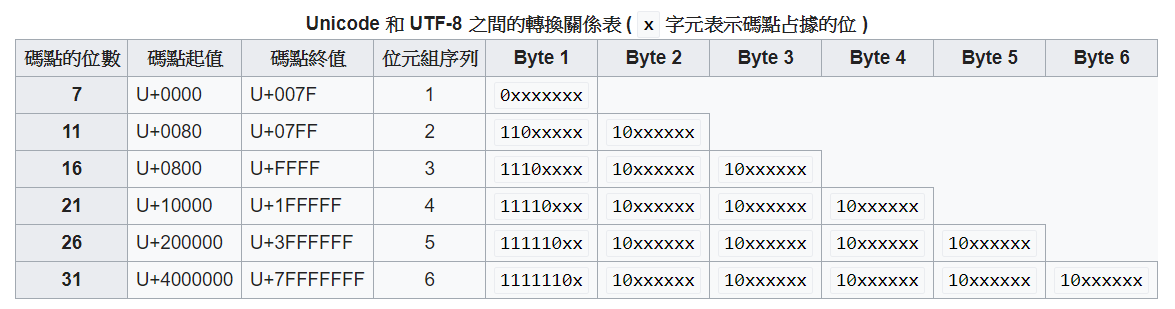 Unicode 和 UTF-8 之間的轉換關係表 ( x 字元表示碼點占據的位 )
碼點的位數 碼點起值 碼點終值 位元組序列 Byte 1 Byte 2 Byte 3 Byte 4 Byte 5 Byte 6
7 U+0000 U+007F 1 0xxxxxxx
11 U+0080 U+07FF 2 110xxxxx 10xxxxxx
16 U+0800 U+FFFF 3 1110xxxx 10xxxxxx 10xxxxxx
21 U+10000 U+1FFFFF 4 11110xxx 10xxxxxx 10xxxxxx 10xxxxxx
26 U+200000 U+3FFFFFF 5 111110xx 10xxxxxx 10xxxxxx 10xxxxxx 10xxxxxx
31 U+4000000 U+7FFFFFFF 6 1111110x 10xxxxxx 10xxxxxx 10xxxxxx 10xxxxxx 10xxxxxx